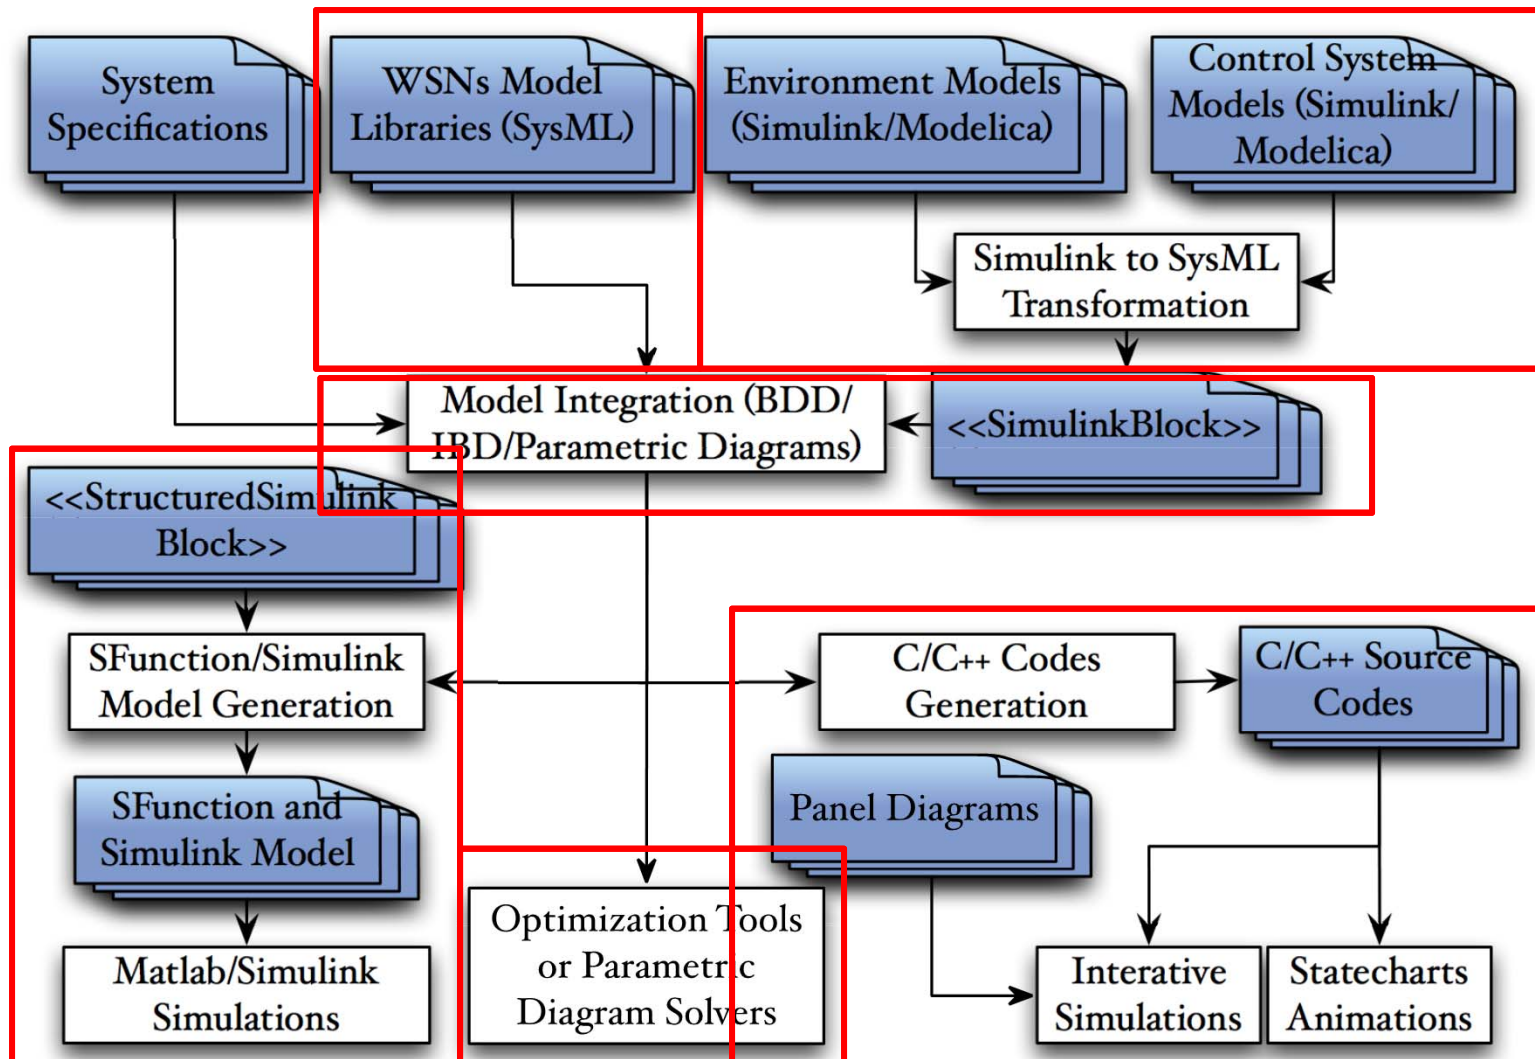 System
Specifications
WSNs Model
Libraries (SysML)
Environment Models
(Simulink/Modelica)
Control System
Models (Simulink/
Modelica)
Simulink to SysML
Transformation
Model Integration (BDD/
IBD/Parametric Diagrams)
<<SimulinkBlock>>
<<StructuredSimulink
Block>>
SFunction/Simulink
Model Generation
C/C++ Codes
Generation
C/C++ Source
Codes
SFunction and
Simulink Model
Panel Diagrams
Matlab/Simulink
Simulations
Optimization Tools
or Parametric
Diagram Solvers
Interative
Simulations
Statecharts
Animations